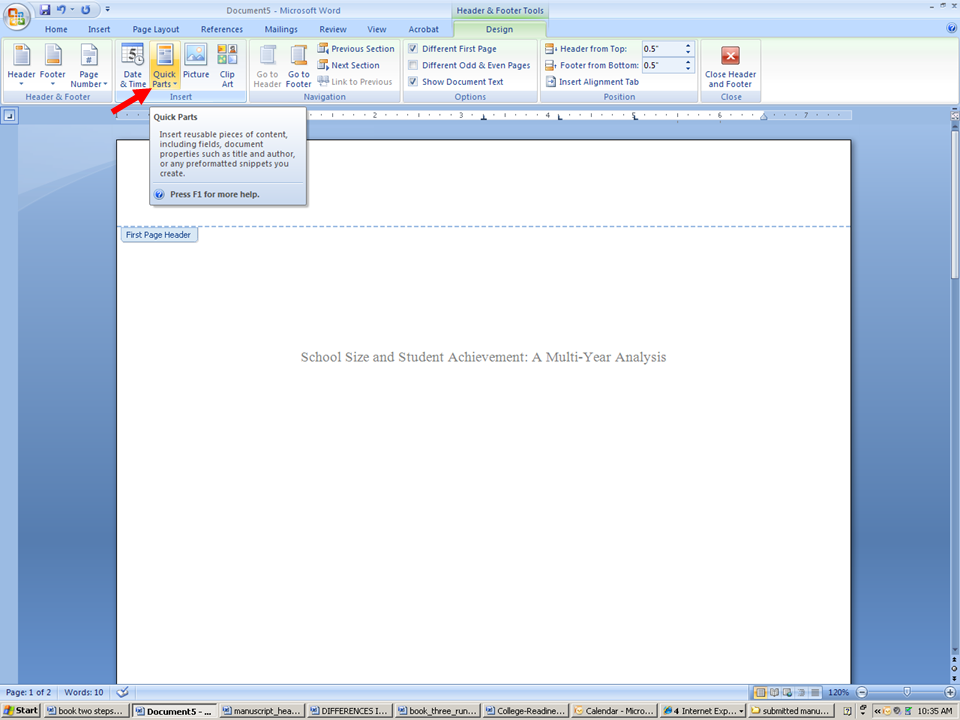 Document5 - Microsoft Word
Header & Footer Tools
Home Insert Page Layout References Mailings Review View Acrobat Design
Header Footer Page Number
Date & Time Quick Parts Picture Clip Art
Go to Header Go to Footer
Previous Section
Next Section
Link to Previous
Different First Page
Different Odd & Even Pages
Show Document Text
Header from Top: 0.5"
Footer from Bottom: 0.5"
Insert Alignment Tab
Close Header and Footer
Header & Footer Insert Navigation Options Position Close
2 3 4 5 6 7
Quick Parts
Insert reusable pieces of content,
including fields, document
properties such as title and author,
or any preformatted snippets you
create.
Press F1 for more help.
First Page Header
School Size and Student Achievement: A Multi-Year Analysis
Page: 1 of 2 Words: 10 120%
Start book two steps... Document5 - ... manuscript_hea... DIFFERENCES I... book_three_run... College-Readine... Calendar - Micro... 4 Internet Exp... submitted manu... 10:35 AM